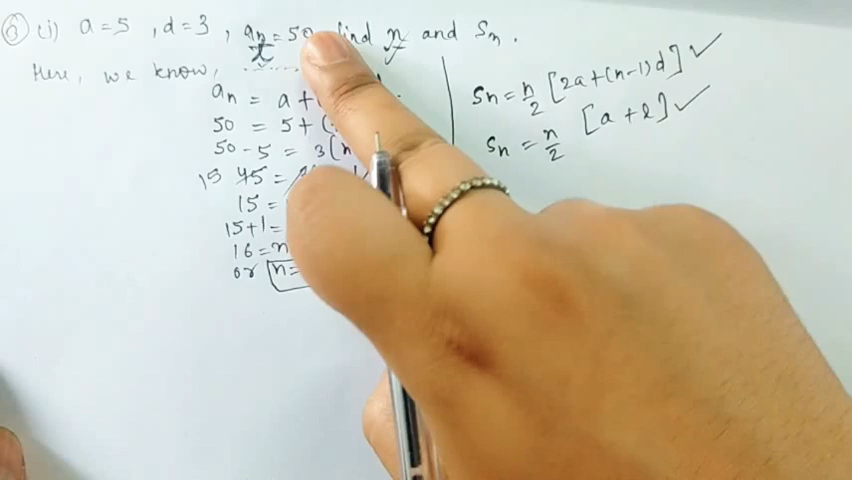 ③ (i) a = 5 , d = 3 , an = 50 find n and Sn .
l
Here, we know,
an = a + (
50 = 5 + (
50 - 5 = 3 (n
15 45 =
15 =
15 + 1 =
16 = n
or n =
Sn = n/2 [2a + (n-1) d] ✓
Sn = n/2 [a + l] ✓